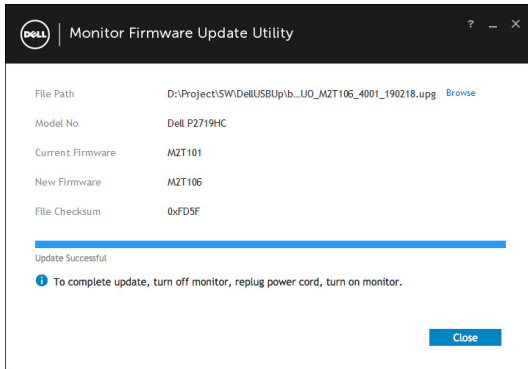 DELL
Monitor Firmware Update Utility
? _ ×
File Path D:\Project\SW\DellUSBUp\b...UO_M2T106_4001_190218.upg Browse
Model No Dell P2719HC
Current Firmware M2T101
New Firmware M2T106
File Checksum 0xFD5F
Update Successful
i To complete update, turn off monitor, replug power cord, turn on monitor.
Close